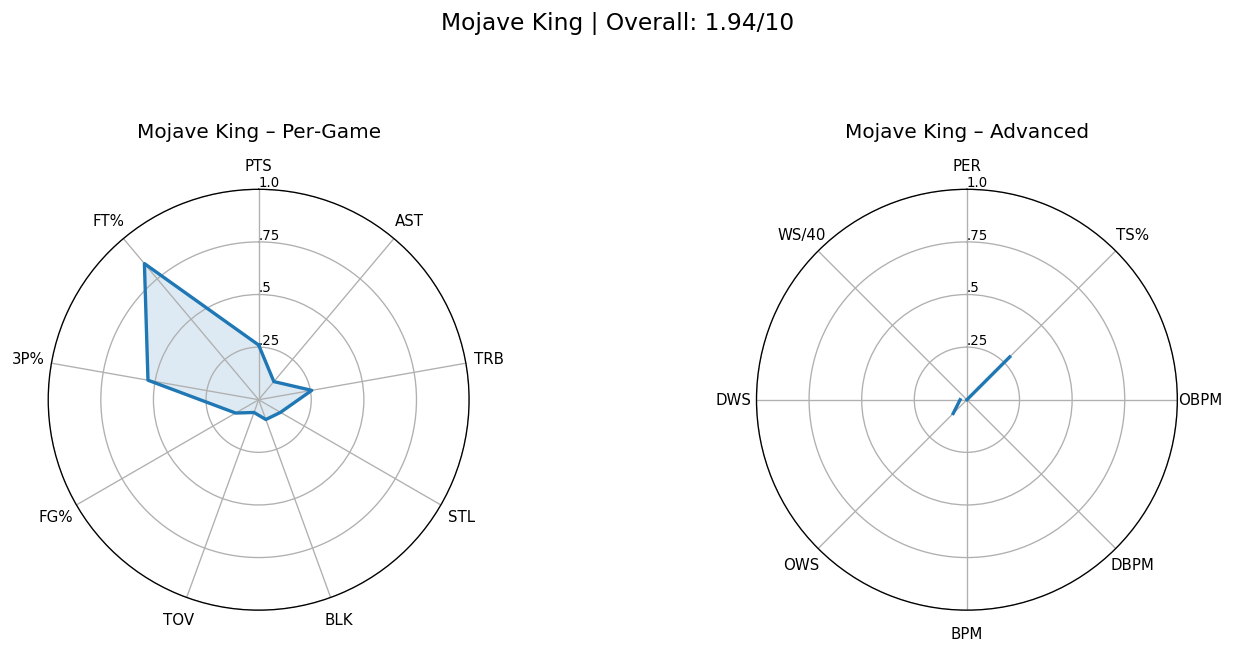 Mojave King | Overall: 1.94/10
Mojave King – Per-Game
PTS
1.0
FT%
AST
.75
.5
.25
3P%
TRB
FG%
STL
TOV
BLK
Mojave King – Advanced
PER
1.0
WS/40
TS%
.75
.5
.25
DWS
OBPM
OWS
DBPM
BPM